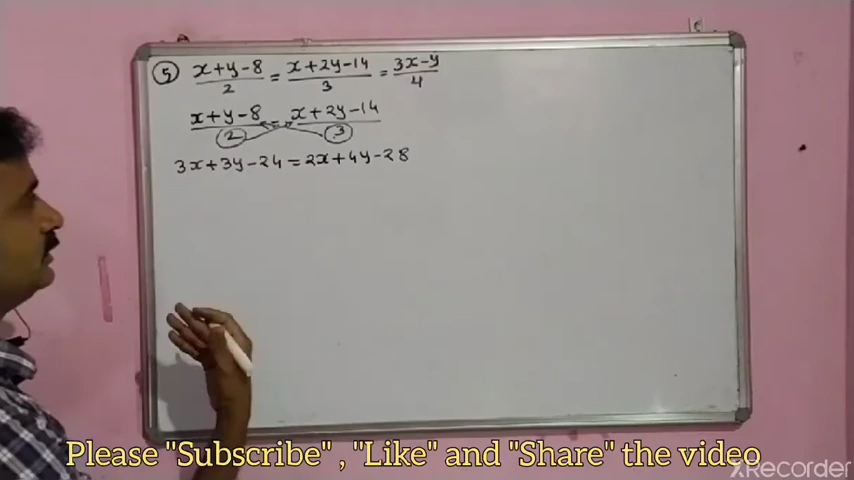 ⑤ x+y-8/2 = x+2y-14/3 = 3x-y/4
x+y-8/2 = x+2y-14/3
3x+3y-24=2x+4y-28
Please "Subscribe" , "Like" and "Share" the video
XRecorder